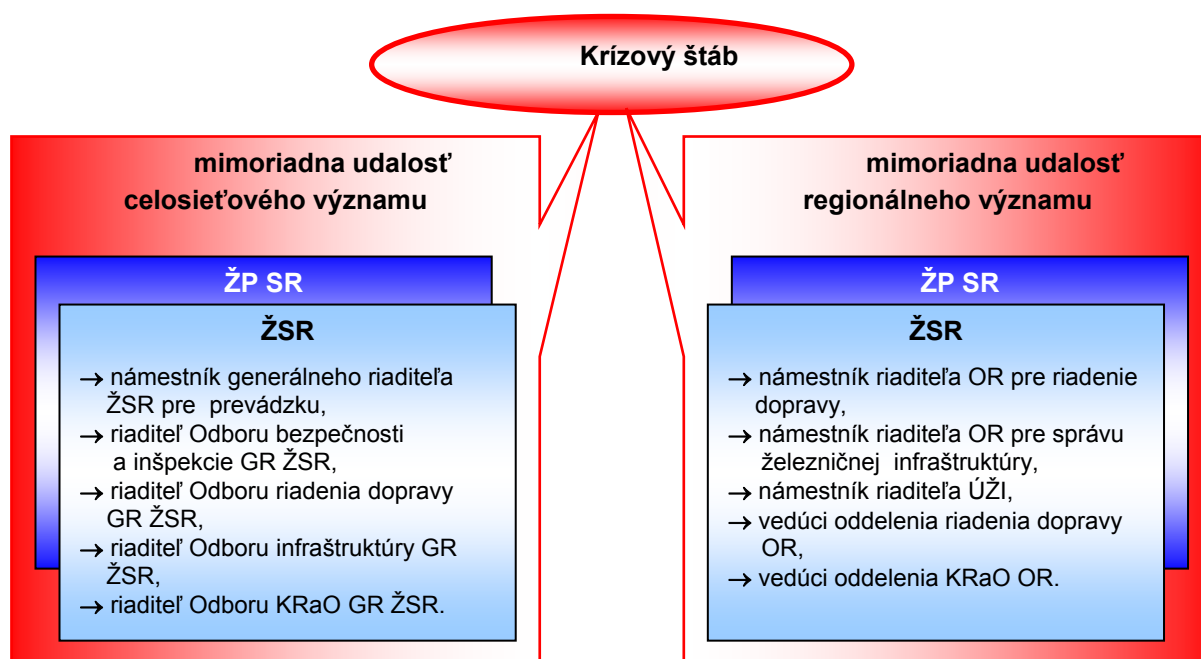 Krízový štáb
mimoriadna udalosť
celosieťového významu
ŽP SR
ŽSR
→ námestník generálneho riaditeľa
ŽSR pre prevádzku,
→ riaditeľ Odboru bezpečnosti
a inšpekcie GR ŽSR,
→ riaditeľ Odboru riadenia dopravy
GR ŽSR,
→ riaditeľ Odboru infraštruktúry GR
ŽSR,
→ riaditeľ Odboru KRaO GR ŽSR.
mimoriadna udalosť
regionálneho významu
ŽP SR
ŽSR
→ námestník riaditeľa OR pre riadenie
dopravy,
→ námestník riaditeľa OR pre správu
železničnej infraštruktúry,
→ námestník riaditeľa ÚŽI,
→ vedúci oddelenia riadenia dopravy
OR,
→ vedúci oddelenia KRaO OR.